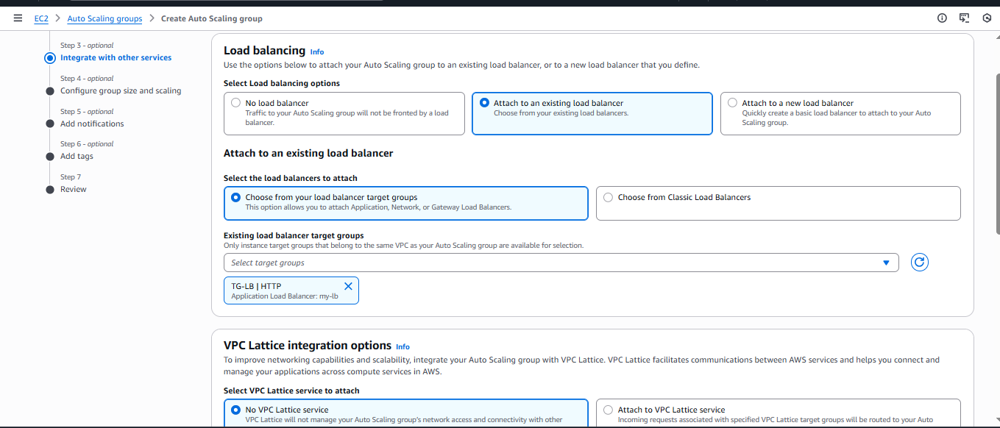 EC2 > Auto Scaling groups > Create Auto Scaling group
Step 3 - optional
Integrate with other services
Step 4 - optional
Configure group size and scaling
Step 5 - optional
Add notifications
Step 6 - optional
Add tags
Step 7
Review
Load balancing Info
Use the options below to attach your Auto Scaling group to an existing load balancer, or to a new load balancer that you define.
Select Load balancing options
No load balancer
Traffic to your Auto Scaling group will not be fronted by a load
balancer.
Attach to an existing load balancer
Choose from your existing load balancers.
Attach to a new load balancer
Quickly create a basic load balancer to attach to your Auto
Scaling group.
Attach to an existing load balancer
Select the load balancers to attach
Choose from your load balancer target groups
This option allows you to attach Application, Network, or Gateway Load Balancers.
Choose from Classic Load Balancers
Existing load balancer target groups
Only instance target groups that belong to the same VPC as your Auto Scaling group are available for selection.
Select target groups
TG-LB | HTTP
Application Load Balancer: my-lb
VPC Lattice integration options Info
To improve networking capabilities and scalability, integrate your Auto Scaling group with VPC Lattice. VPC Lattice facilitates communications between AWS services and helps you connect and
manage your applications across compute services in AWS.
Select VPC Lattice service to attach
No VPC Lattice service
VPC Lattice will not manage your Auto Scaling group's network access and connectivity with other
Attach to VPC Lattice service
Incoming requests associated with specified VPC Lattice target groups will be routed to your Auto